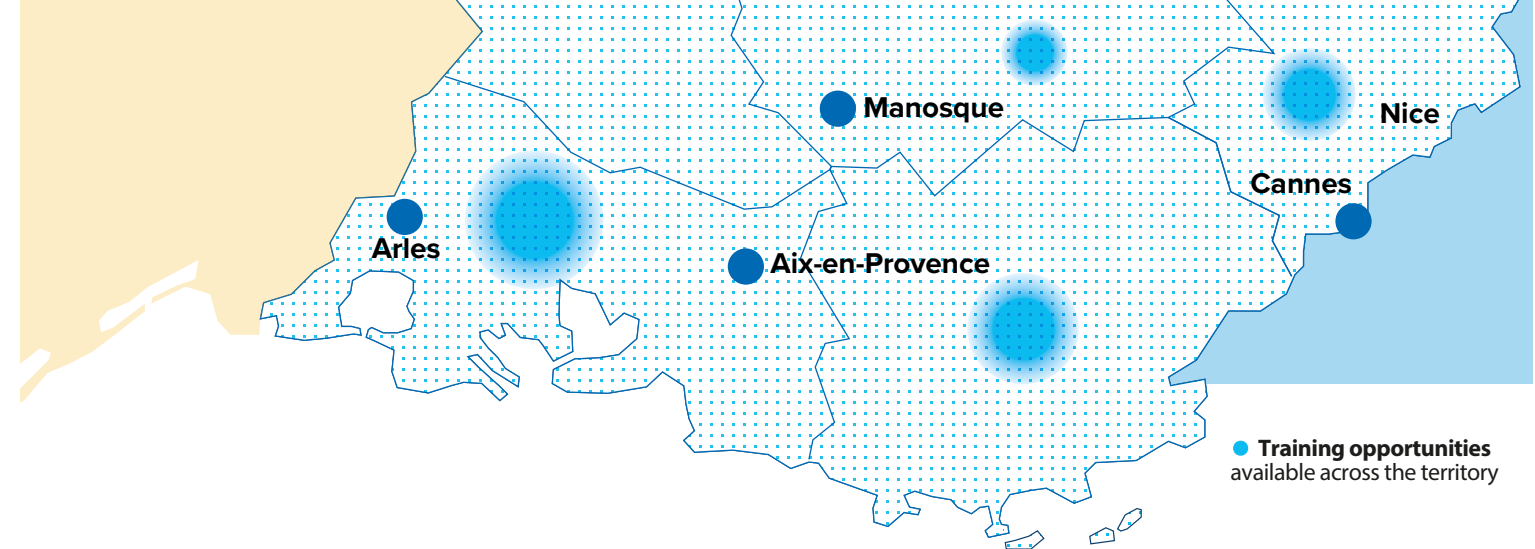 Manosque
Nice
Cannes
Arles
Aix-en-Provence
Training opportunities
available across the territory